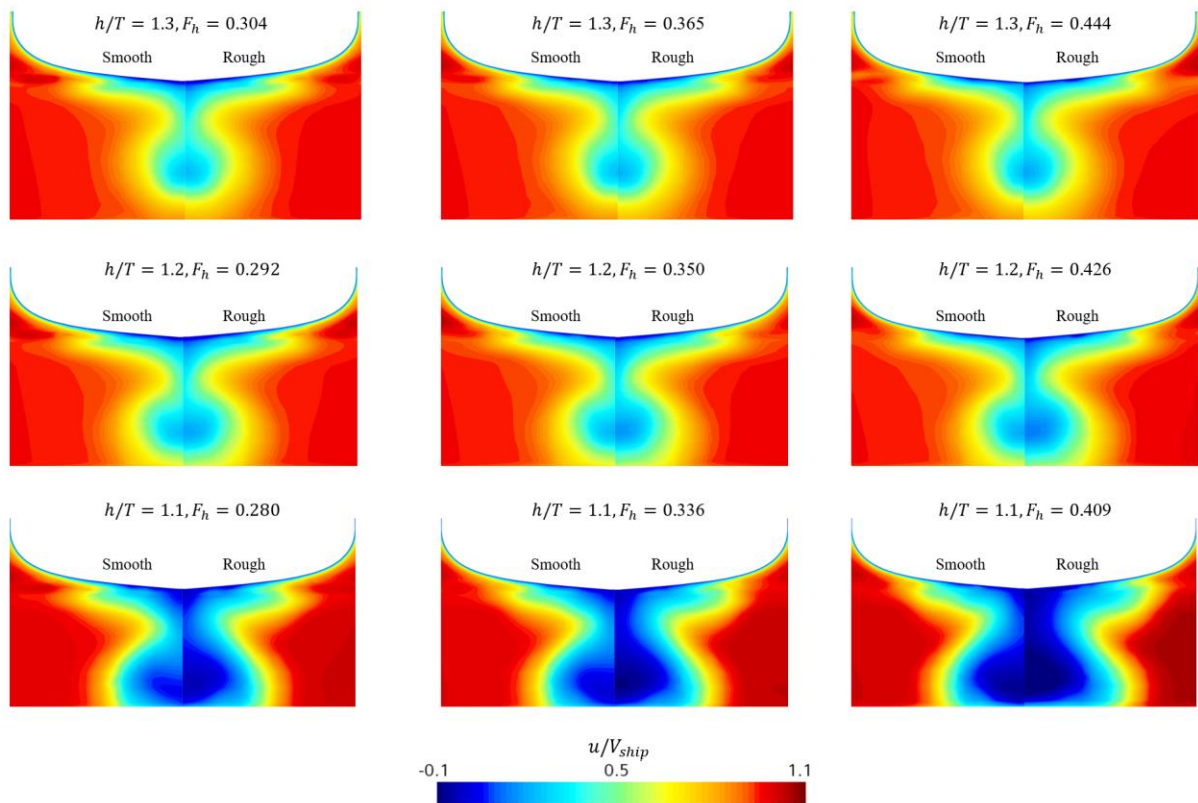 h/T = 1.3, F_h = 0.304
Smooth Rough
h/T = 1.3, F_h = 0.365
Smooth Rough
h/T = 1.3, F_h = 0.444
Smooth Rough
h/T = 1.2, F_h = 0.292
Smooth Rough
h/T = 1.2, F_h = 0.350
Smooth Rough
h/T = 1.2, F_h = 0.426
Smooth Rough
h/T = 1.1, F_h = 0.280
Smooth Rough
h/T = 1.1, F_h = 0.336
Smooth Rough
h/T = 1.1, F_h = 0.409
Smooth Rough
u/V_ship
-0.1 0.5 1.1